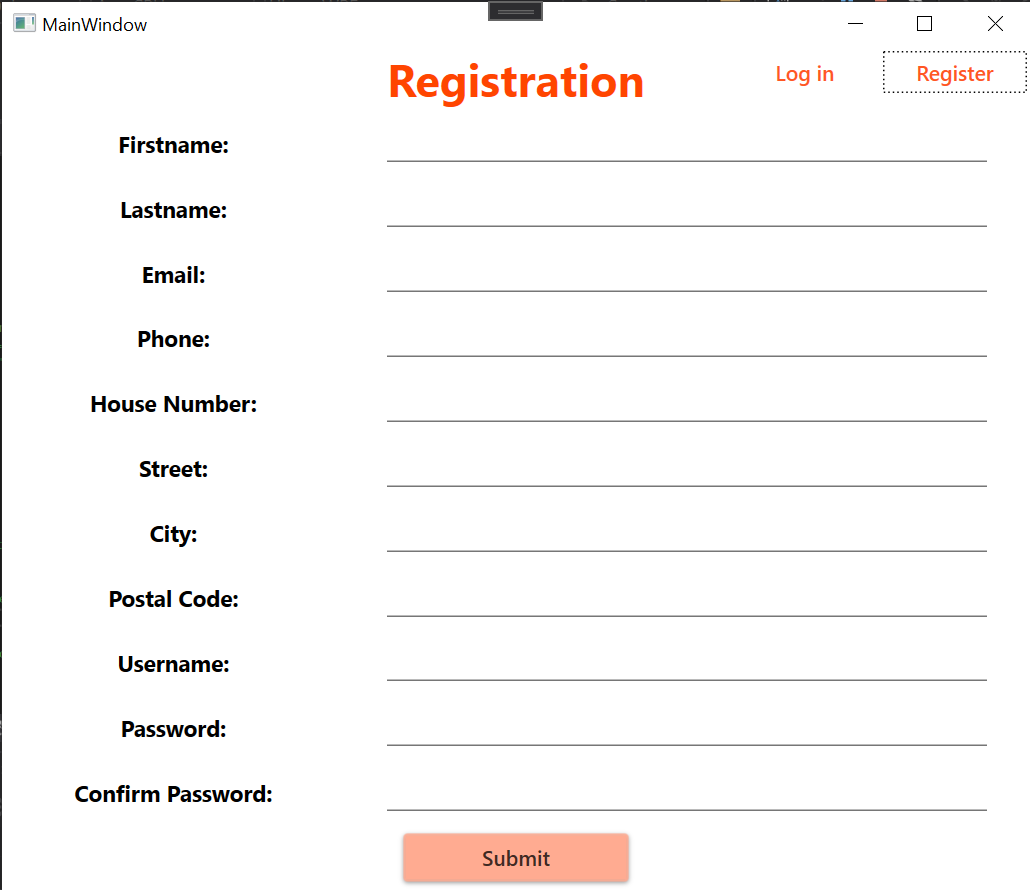 MainWindow
Registration
Log in
Register
Firstname:
Lastname:
Email:
Phone:
House Number:
Street:
City:
Postal Code:
Username:
Password:
Confirm Password:
Submit